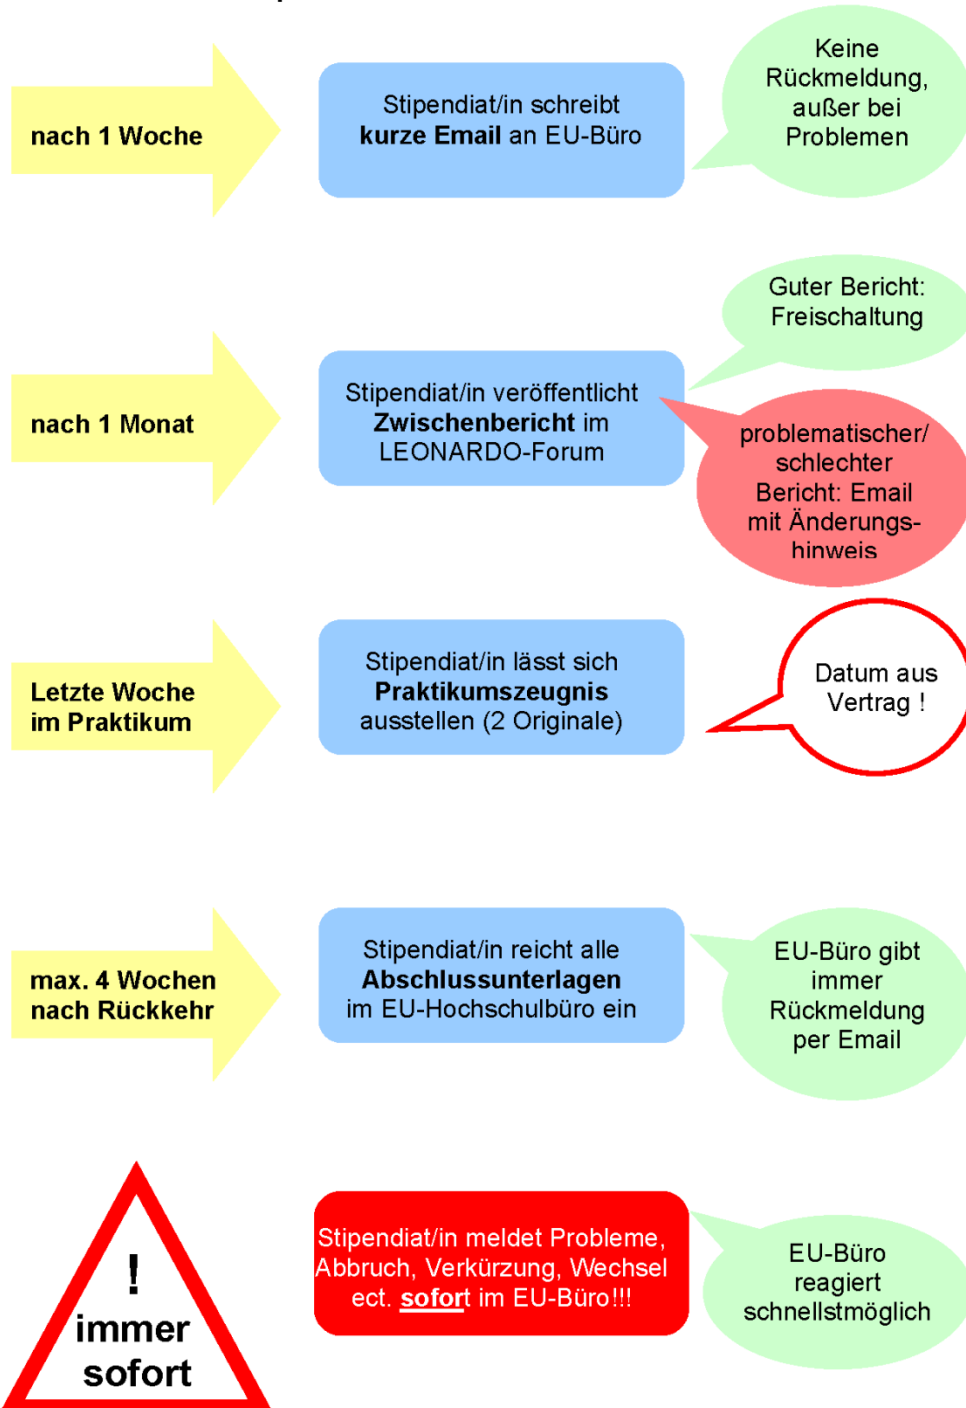 nach 1 Woche
Stipendiat/in schreibt
kurze Email an EU-Büro
Keine
Rückmeldung,
außer bei
Problemen
nach 1 Monat
Stipendiat/in veröffentlicht
Zwischenbericht im
LEONARDO-Forum
Guter Bericht:
Freischaltung
problematischer/
schlechter
Bericht: Email
mit Änderungs-
hinweis
Letzte Woche
im Praktikum
Stipendiat/in lässt sich
Praktikumszeugnis
ausstellen (2 Originale)
Datum aus
Vertrag !
max. 4 Wochen
nach Rückkehr
Stipendiat/in reicht alle
Abschlussunterlagen
im EU-Hochschulbüro ein
EU-Büro gibt
immer
Rückmeldung
per Email
!
immer
sofort
Stipendiat/in meldet Probleme,
Abbruch, Verkürzung, Wechsel
ect. sofort im EU-Büro!!!
EU-Büro
reagiert
schnellstmöglich